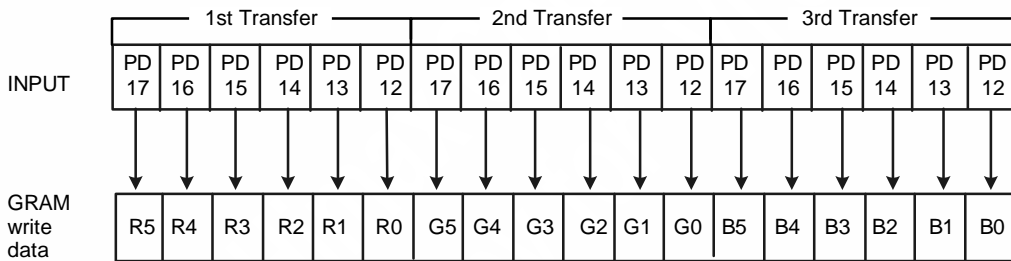 1st Transfer 2nd Transfer 3rd Transfer
INPUT
PD 17 PD 16 PD 15 PD 14 PD 13 PD 12 PD 17 PD 16 PD 15 PD 14 PD 13 PD 12 PD 17 PD 16 PD 15 PD 14 PD 13 PD 12
GRAM
write
data
R5 R4 R3 R2 R1 R0 G5 G4 G3 G2 G1 G0 B5 B4 B3 B2 B1 B0